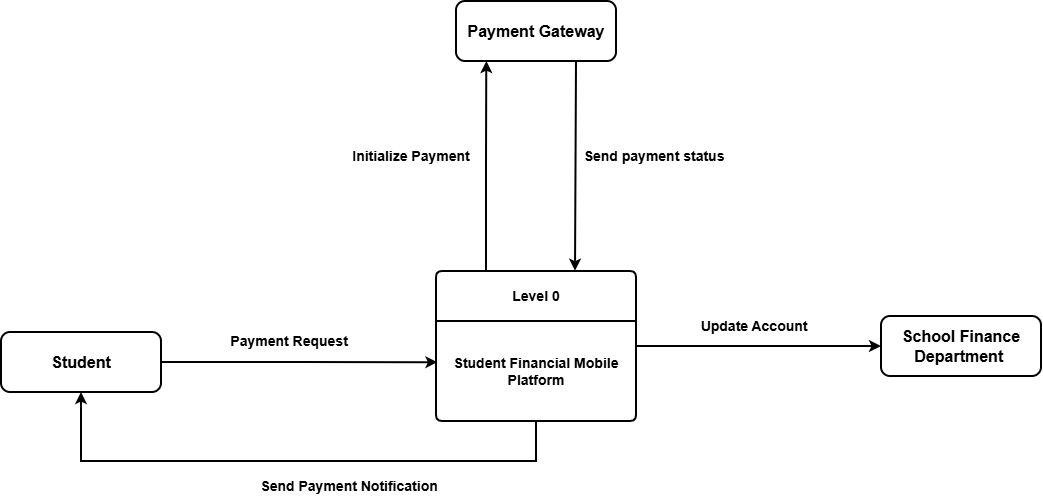 Payment Gateway
Initialize Payment
Send payment status
Level 0
Update Account
School Finance
Department
Payment Request
Student
Student Financial Mobile
Platform
Send Payment Notification